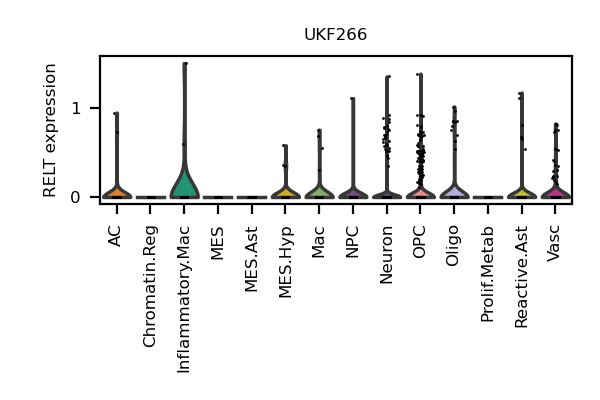 UKF266
RELT expression
1
0
AC
Chromatin.Reg
Inflammatory.Mac
MES
MES.Ast
MES.Hyp
Mac
NPC
Neuron
OPC
Oligo
Prolif.Metab
Reactive.Ast
Vasc